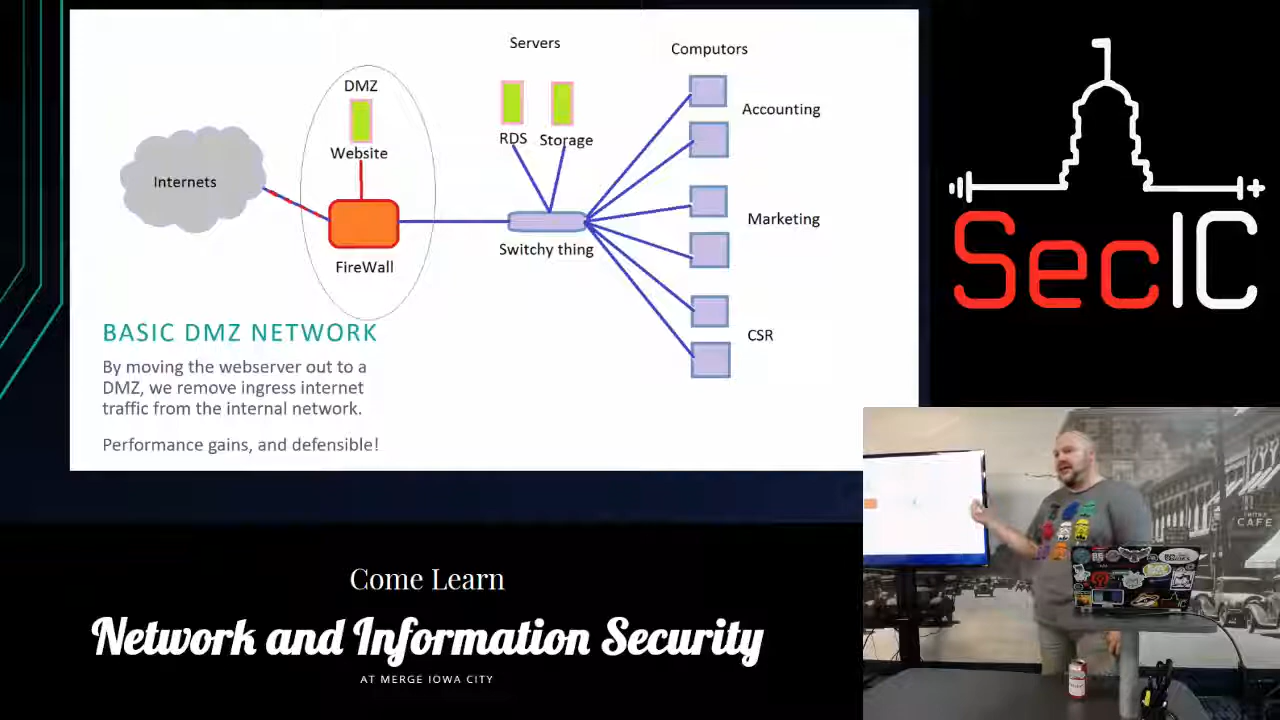 Servers
Computors
DMZ
Accounting
RDS
Storage
Website
Internets
Marketing
Switchy thing
FireWall
BASIC DMZ NETWORK
CSR
By moving the webserver out to a
DMZ, we remove ingress internet
traffic from the internal network.
Performance gains, and defensible!
SecIC
CAFE
Come Learn
Network and Information Security
AT MERGE IOWA CITY